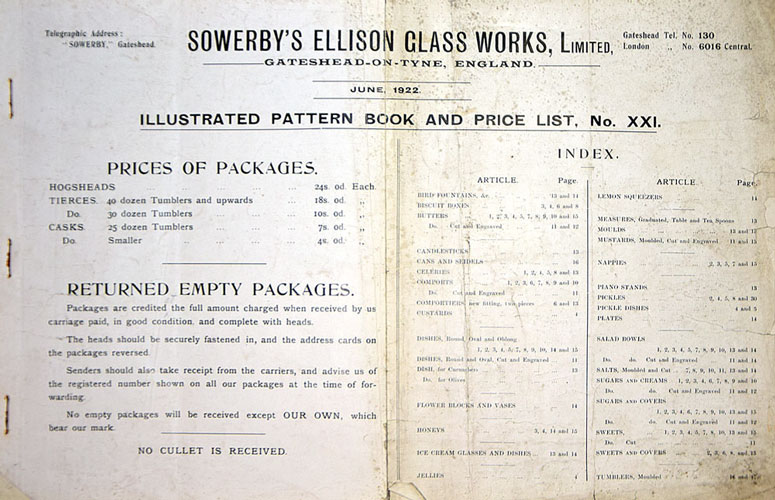 Telegraphic Address:
"SOWERBY," Gateshead.
SOWERBY'S ELLISON GLASS WORKS, LIMITED,
GATESHEAD-ON-TYNE, ENGLAND.
Gateshead Tel. No. 130
London „ No. 6016 Central.
JUNE, 1922.
ILLUSTRATED PATTERN BOOK AND PRICE LIST, No. XXI.
PRICES OF PACKAGES.
HOGSHEADS ... ... ... 24s. 0d. Each.
TIERCES. 40 dozen Tumblers and upwards ... 18s. 0d. „
Do. 30 dozen Tumblers ... ... 10s. 0d. „
CASKS. 25 dozen Tumblers ... ... 7s. 0d. „
Do. Smaller ... ... ... 4s. 0d. „
RETURNED EMPTY PACKAGES.
Packages are credited the full amount charged when received by us
carriage paid, in good condition, and complete with heads.
The heads should be securely fastened in, and the address cards on
the packages reversed.
Senders should also take receipt from the carriers, and advise us of
the registered number shown on all our packages at the time of for-
warding.
No empty packages will be received except OUR OWN, which
bear our mark.
NO CULLET IS RECEIVED.
INDEX.
ARTICLE. Page.
BIRD FOUNTAINS, &c. ... 13 and 14
BISCUIT BOXES ... 3, 4, 6 and 8
BUTTERS 1, 2, 3, 4, 5, 7, 8, 9, 10 and 15
Do. Cut and Engraved 11 and 12
CANDLESTICKS 13
CANS AND SEIDELS 16
CELERIES 1, 2, 4, 5, 8 and 13
COMPORTS 1, 2, 3, 6, 7, 8, 9 and 10
Do. Cut and Engraved 11
COMPORTIERS, new fitting, two pieces 6 and 13
CUSTARDS 4
DISHES, Round, Oval and Oblong
1, 2, 3, 4, 5, 7, 8, 9, 10, 14 and 15
DISHES, Round and Oval, Cut and Engraved 11 and
DISH, for Cucumbers 13
Do. for Olives
FLOWER BLOCKS AND VASES 14
HONEYS 3, 4, 14 and 15
ICE CREAM GLASSES AND DISHES 13 and 14
JELLIES 4
ARTICLE. Page.
LEMON SQUEEZERS 14
MEASURES, Graduated, Table and Tea Spoons 13
MOULDS 13 and 15
MUSTARDS, Moulded, Cut and Engraved 11 and 15
NAPPIES 2, 3, 5, 7 and 15
PIANO STANDS 13
PICKLES 2, 4, 5, 8 and 10
PICKLE DISHES 4 and 5
PLATES 14
SALAD BOWLS
1, 2, 3, 4, 5, 7, 8, 9, 10, 13 and 14
Do. do. Cut and Engraved 11
SALTS, Moulded and Cut 7, 8, 9, 10, 11, 13 and 14
SUGARS AND CREAMS 1, 2, 3, 4, 6, 7, 8, 9 and 10
Do. do. Cut and Engraved 11 and 12
SUGARS AND COVERS
1, 2, 3, 4, 5, 6, 7, 8, 9, 10, 13 and 15
Do. do. Cut and Engraved 11 and 12
SWEETS, 1, 2, 3, 4, 5, 7, 8, 9, 10, 13 and 15
Do. Cut 11
SWEETS AND COVERS 2, 3, 6, 8, and 15
TUMBLERS, Moulded 16 and 17